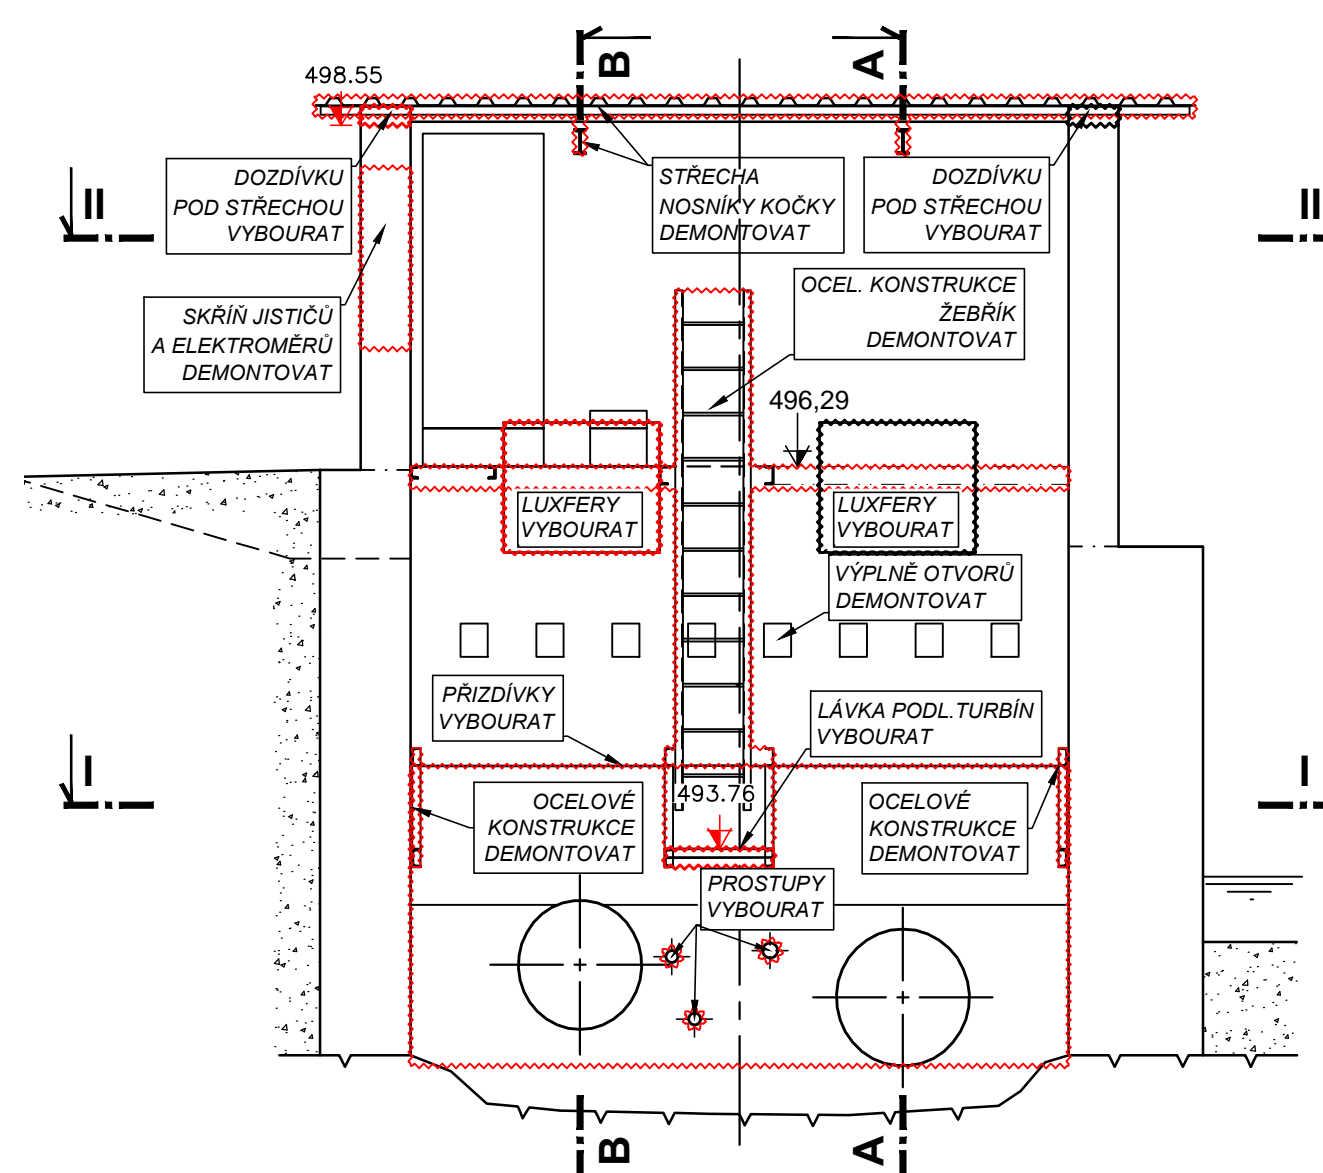 B
A
498.55
DOZDÍVKU
POD STŘECHOU
VYBOURAT
STŘECHA
NOSNÍKY KOČKY
DEMONTOVAT
DOZDÍVKU
POD STŘECHOU
VYBOURAT
II
II
SKŘÍŇ JISTIČŮ
A ELEKTROMĚRŮ
DEMONTOVAT
OCEL. KONSTRUKCE
ŽEBŘÍK
DEMONTOVAT
496,29
LUXFERY
VYBOURAT
LUXFERY
VYBOURAT
VÝPLNĚ OTVORŮ
DEMONTOVAT
PŘIZDÍVKY
VYBOURAT
LÁVKA PODL.TURBÍN
VYBOURAT
I
I
493.76
OCELOVÉ
KONSTRUKCE
DEMONTOVAT
OCELOVÉ
KONSTRUKCE
DEMONTOVAT
PROSTUPY
VYBOURAT
B
A